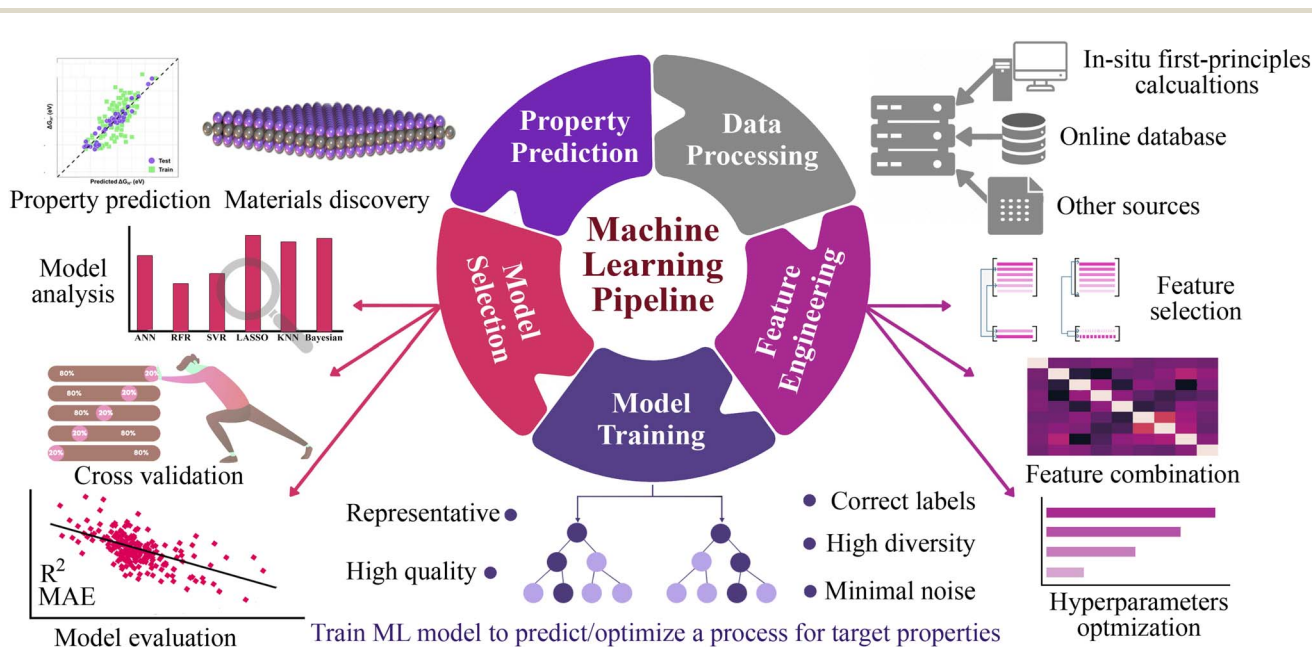 ΔG_H* (eV)
Test
Train
Predicted ΔG_H* (eV)
Property prediction
Materials discovery
Model
analysis
ANN RFR SVR LASSO KNN Bayesian
80% 20%
80% 20%
80% 20%
20% 80%
20% 80%
Cross validation
R²
MAE
Model evaluation
Property
Prediction
Data
Processing
Machine
Learning
Pipeline
Model
Selection
Feature
Engineering
Model
Training
Representative
High quality
Correct labels
High diversity
Minimal noise
Train ML model to predict/optimize a process for target properties
In-situ first-principles
calcualtions
Online database
Other sources
Feature
selection
Feature combination
Hyperparameters
optmization